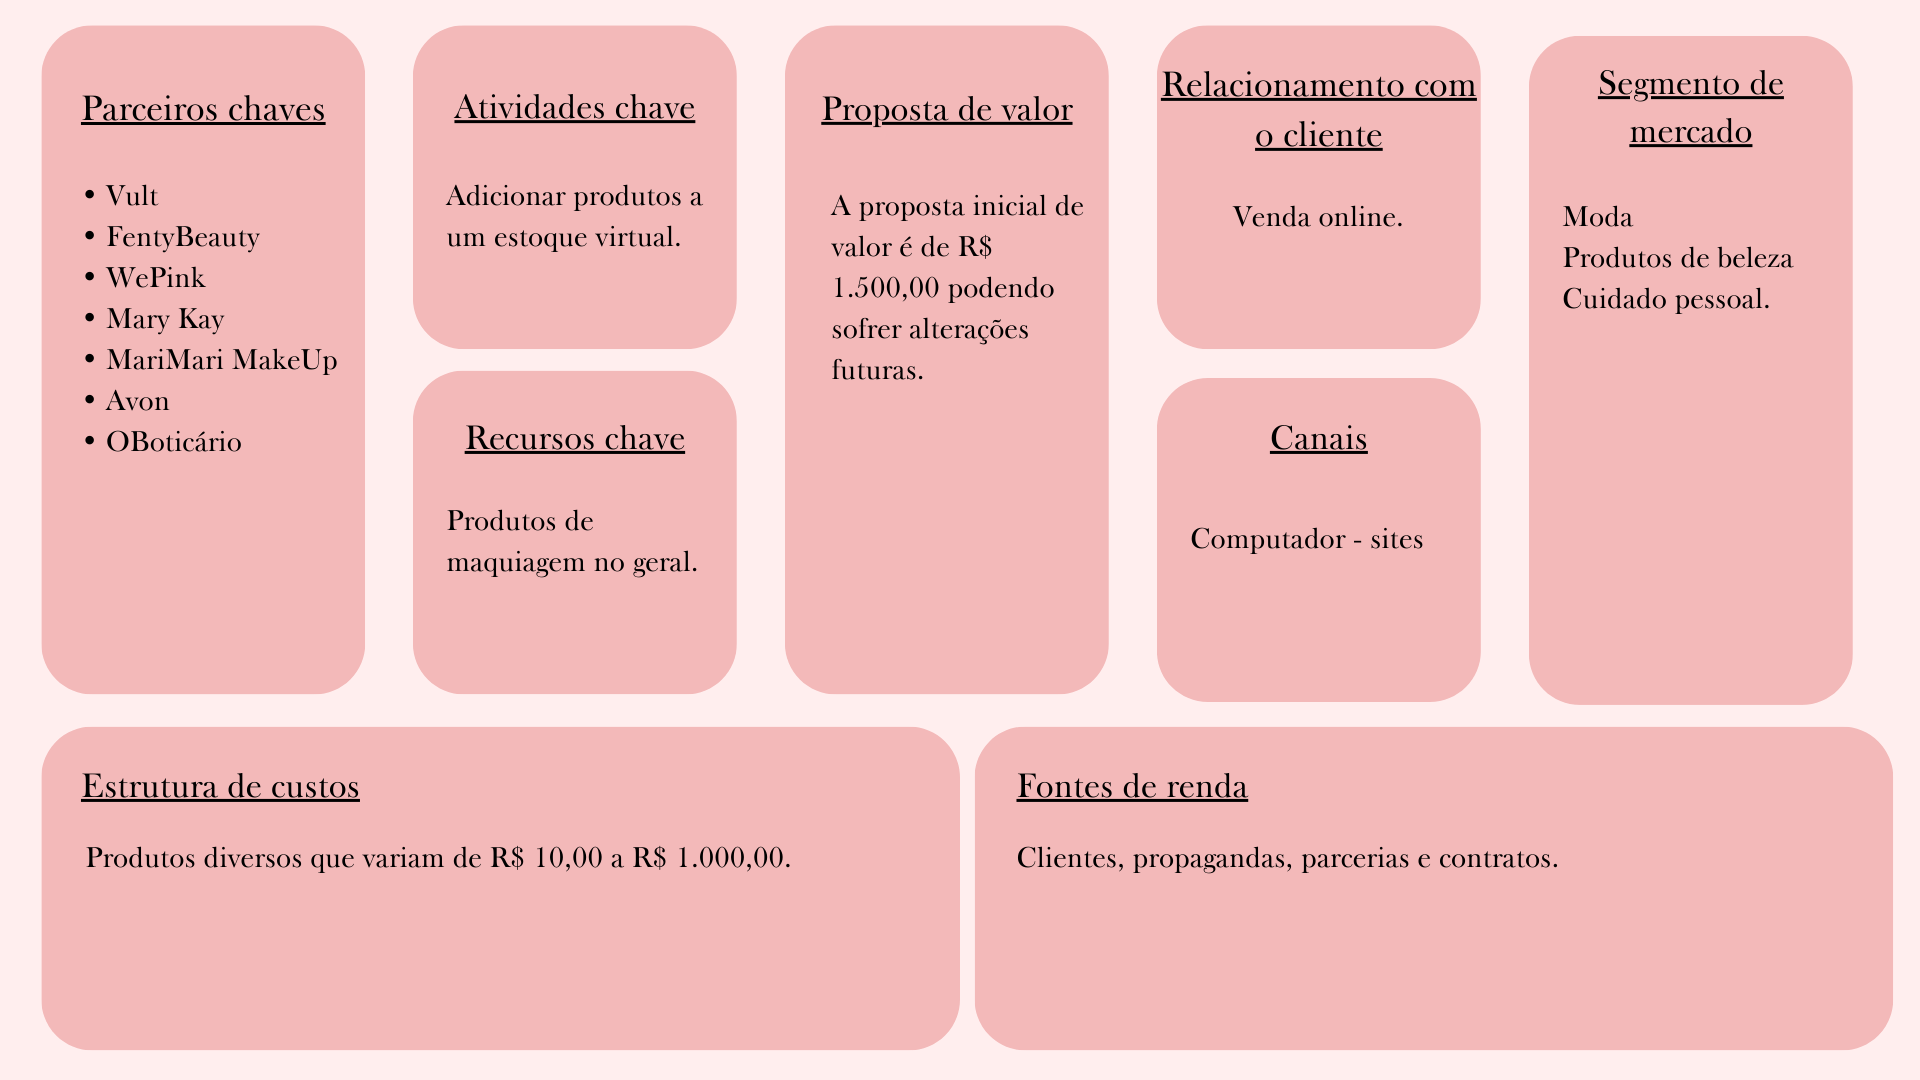 Parceiros chaves
• Vult
• FentyBeauty
• WePink
• Mary Kay
• MariMari MakeUp
• Avon
• OBoticário
Atividades chave
Adicionar produtos a
um estoque virtual.
Recursos chave
Produtos de
maquiagem no geral.
Proposta de valor
A proposta inicial de
valor é de R$
1.500,00 podendo
sofrer alterações
futuras.
Relacionamento com
o cliente
Venda online.
Canais
Computador - sites
Segmento de
mercado
Moda
Produtos de beleza
Cuidado pessoal.
Estrutura de custos
Produtos diversos que variam de R$ 10,00 a R$ 1.000,00.
Fontes de renda
Clientes, propagandas, parcerias e contratos.